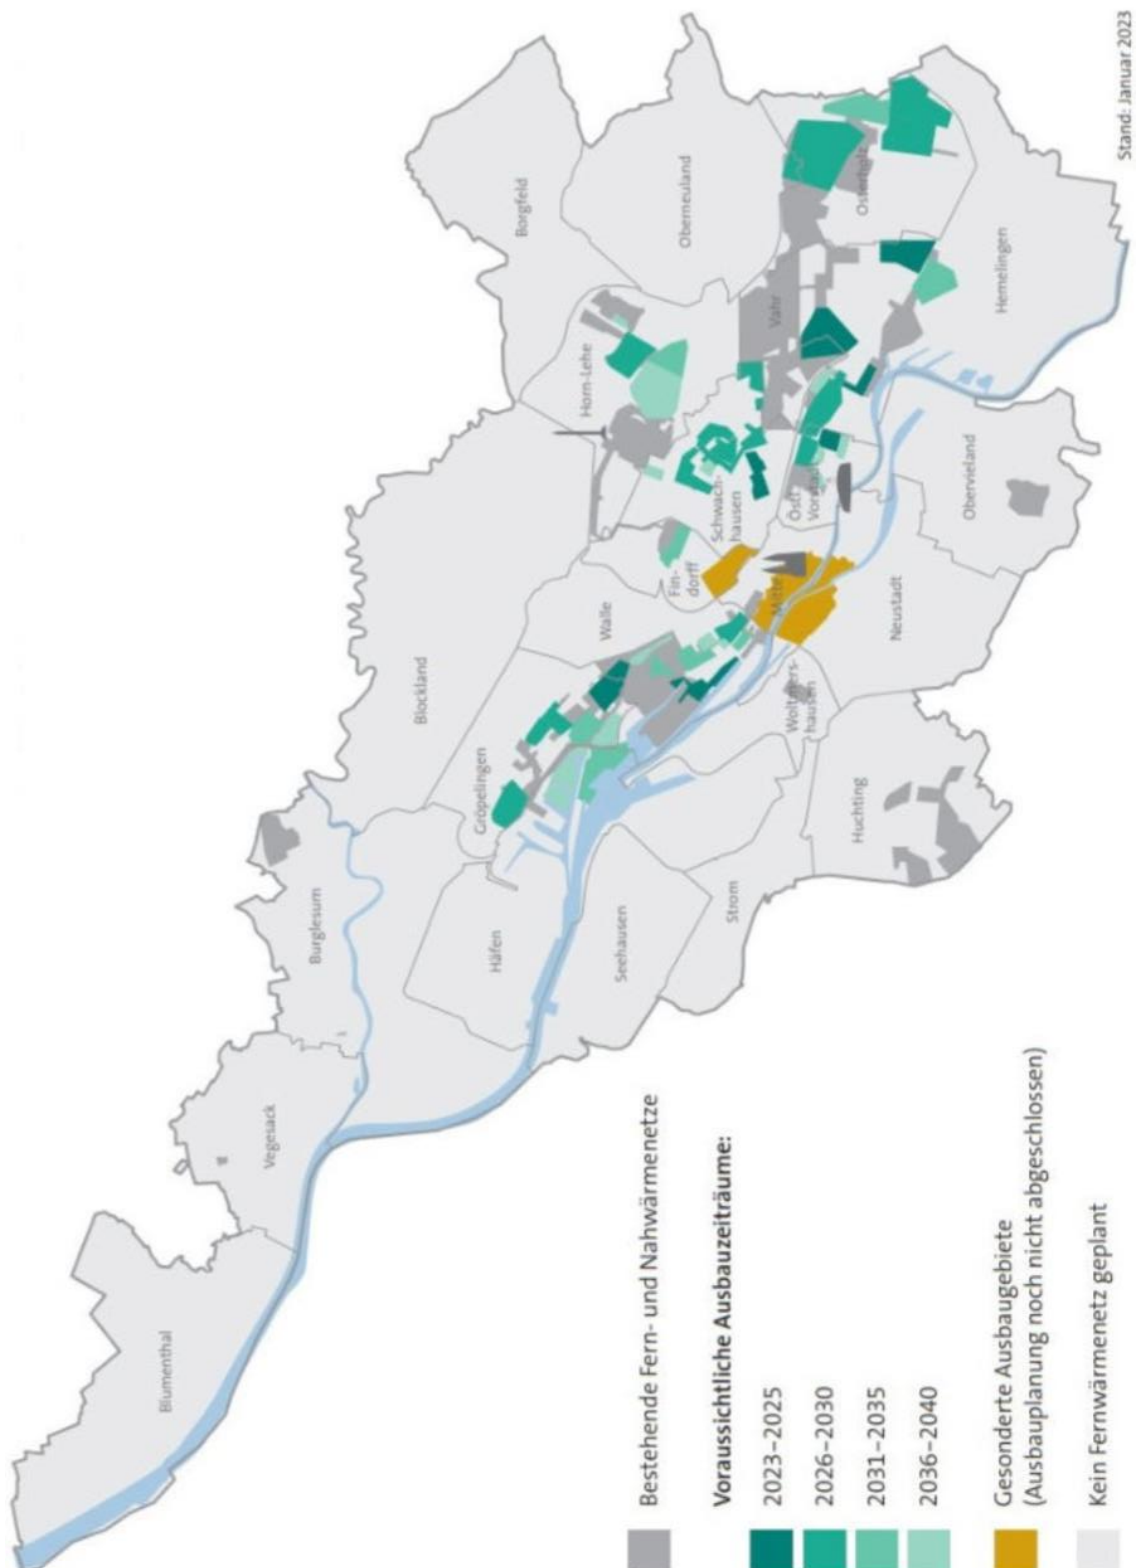 Blumenthal
Vegesack
Burglesum
Blockland
Borgfeld
Häfen
Gröpelingen
Walle
Horn-Lehe
Oberneuland
Seehausen
Fin-
dorff
Schwach-
hausen
Strom
Mitte
Vahr
Woltmers-
hausen
Östl.
Vorstadt
Osterholz
Huchting
Neustadt
Obervieland
Hemelingen
Bestehende Fern- und Nahwärmenetze
Voraussichtliche Ausbauzeiträume:
2023–2025
2026–2030
2031–2035
2036–2040
Gesonderte Ausbaugebiete
(Ausbauplanung noch nicht abgeschlossen)
Kein Fernwärmenetz geplant
Stand: Januar 2023